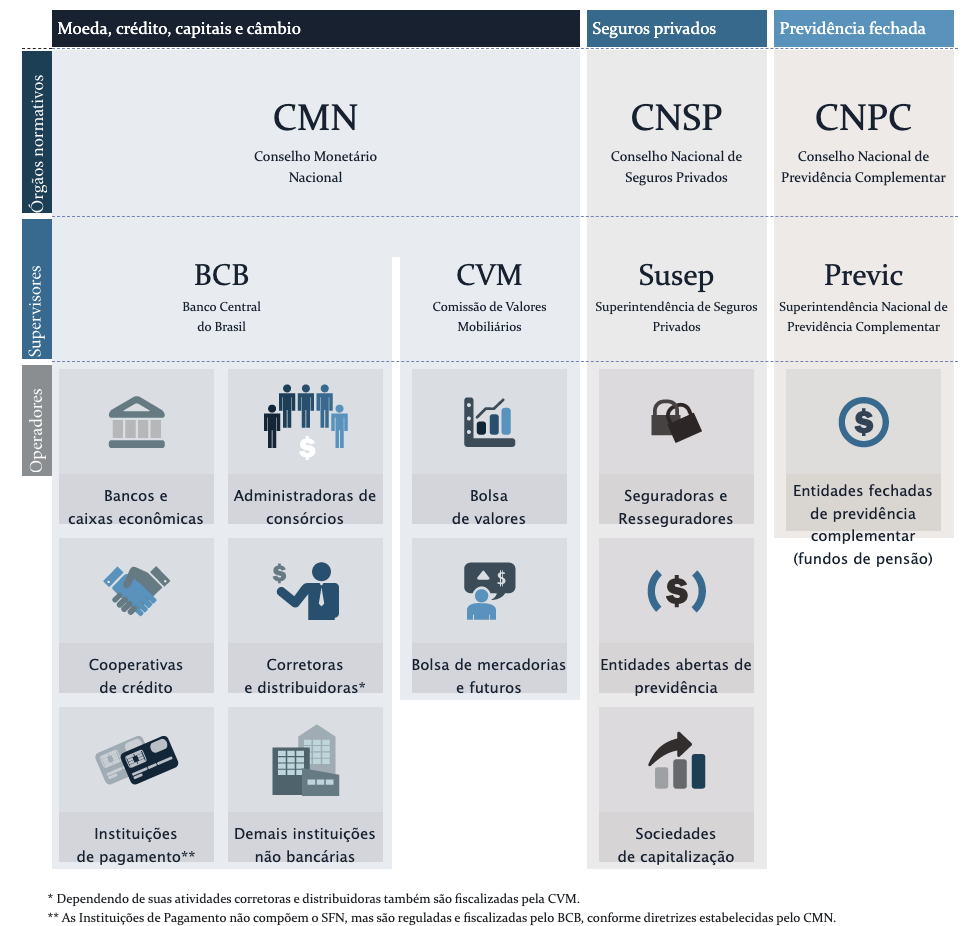 Moeda, crédito, capitais e câmbio
Seguros privados
Previdência fechada
Órgãos normativos
CMN
Conselho Monetário
Nacional
CNSP
Conselho Nacional de
Seguros Privados
CNPC
Conselho Nacional de
Previdência Complementar
Supervisores
BCB
Banco Central
do Brasil
CVM
Comissão de Valores
Mobiliários
Susep
Superintendência de Seguros
Privados
Previc
Superintendência Nacional de
Previdência Complementar
Operadores
Bancos e
caixas econômicas
$
Administradoras de
consórcios
Bolsa
de valores
Seguradoras e
Resseguradores
$
Entidades fechadas
de previdência
complementar
(fundos de pensão)
Cooperativas
de crédito
$
Corretoras
e distribuidoras*
$
Bolsa de mercadorias
e futuros
($)
Entidades abertas de
previdência
Instituições
de pagamento**
Demais instituições
não bancárias
Sociedades
de capitalização
* Dependendo de suas atividades corretoras e distribuidoras também são fiscalizadas pela CVM.
** As Instituições de Pagamento não compõem o SFN, mas são reguladas e fiscalizadas pelo BCB, conforme diretrizes estabelecidas pelo CMN.